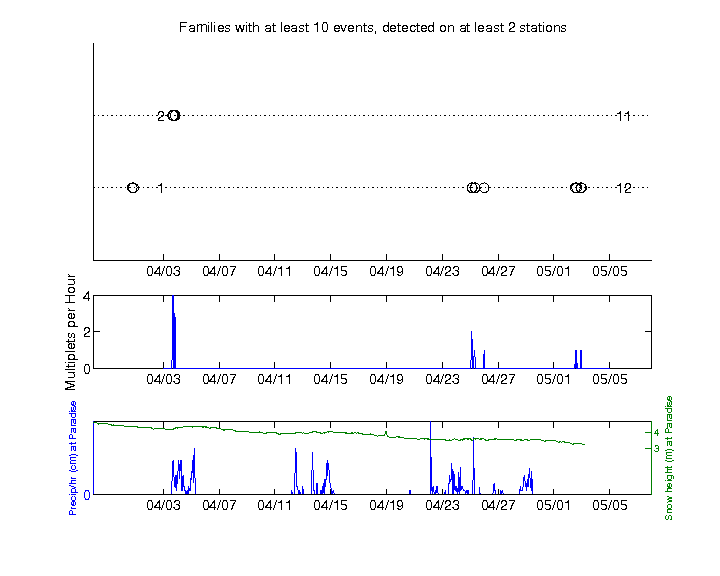 Families with at least 10 events, detected on at least 2 stations
2 11
1 12
04/03 04/07 04/11 04/15 04/19 04/23 04/27 05/01 05/05
Multiplets per Hour
4
2
0
04/03 04/07 04/11 04/15 04/19 04/23 04/27 05/01 05/05
Precip/hr (cm) at Paradise
0
4
3
Snow height (m) at Paradise
04/03 04/07 04/11 04/15 04/19 04/23 04/27 05/01 05/05